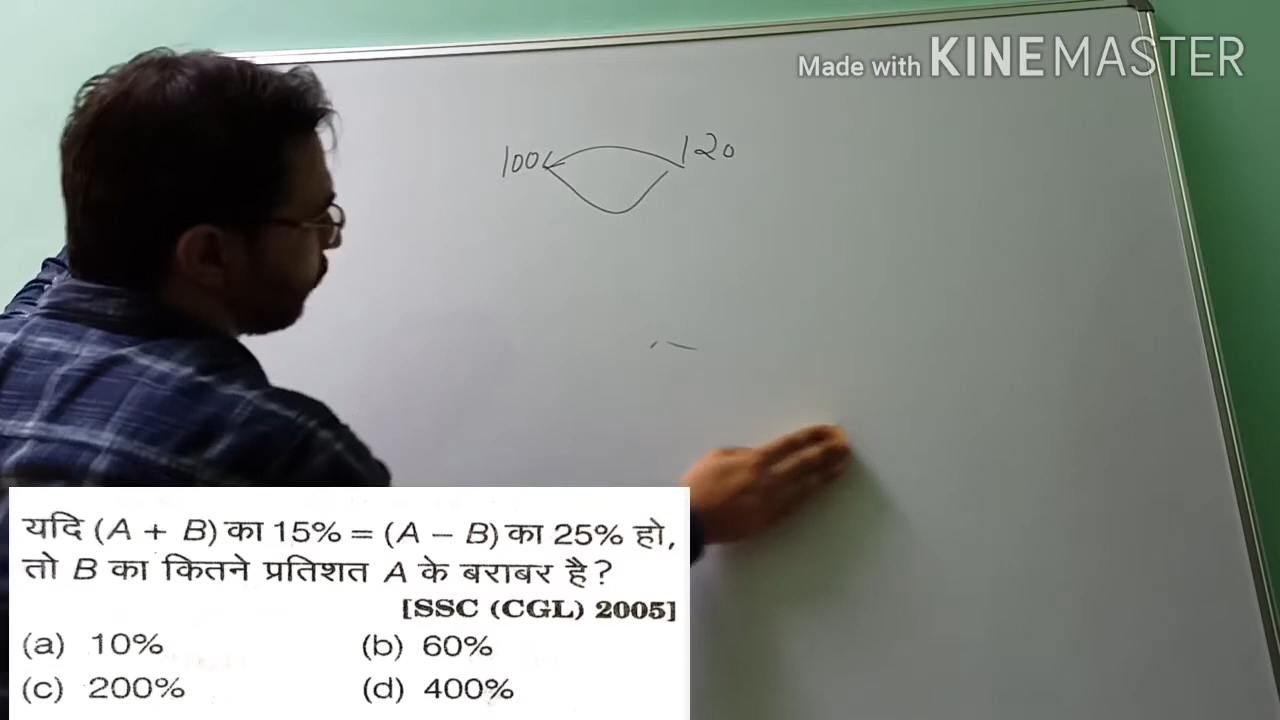 Made with KINEMASTER
100 120
यदि (A + B) का 15% = (A – B) का 25% हो,
तो B का कितने प्रतिशत A के बराबर है?
[SSC (CGL) 2005]
(a) 10% (b) 60%
(c) 200% (d) 400%